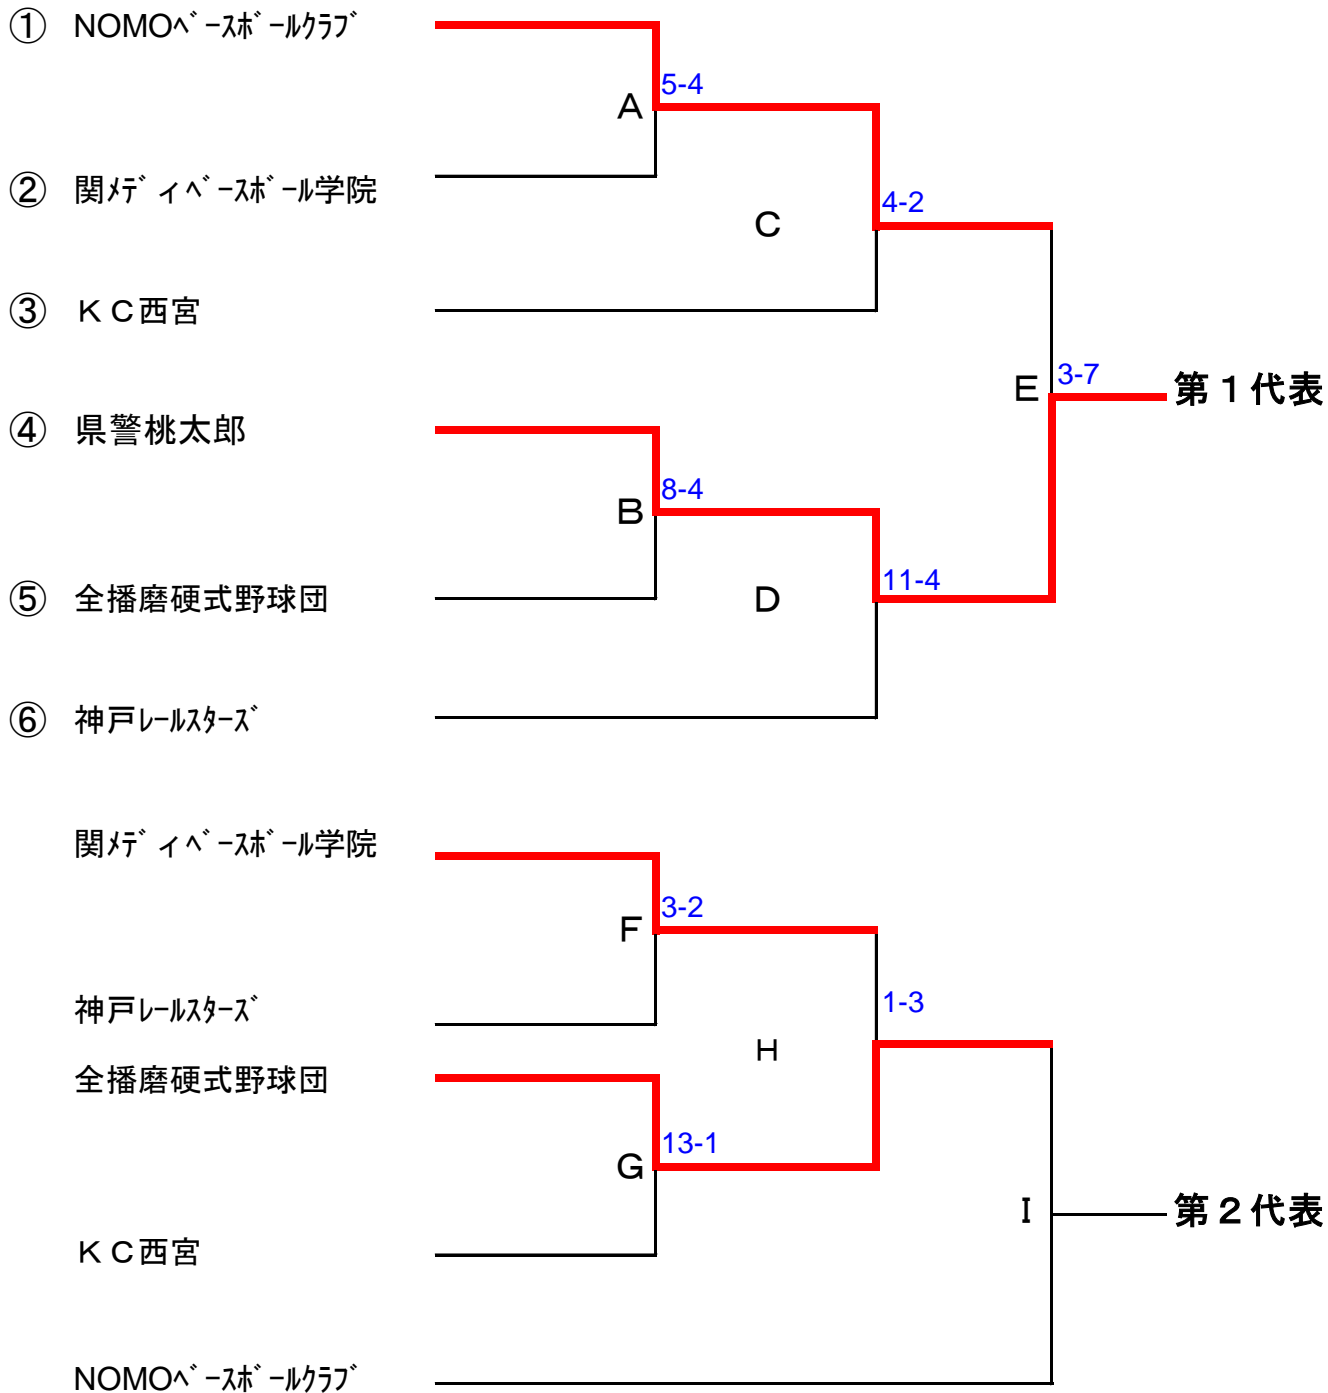 ① NOMOﾍﾞｰｽﾎﾞｰﾙｸﾗﾌﾞ
5-4
A
②関ﾒﾃﾞｨﾍﾞｰｽﾎﾞｰﾙ学院
4-2
C
③ ＫＣ西宮
E
3-7
第１代表
④ 県警桃太郎
8-4
B
11-4
⑤ 全播磨硬式野球団
D
⑥ 神戸ﾚｰﾙｽﾀｰｽﾞ
関ﾒﾃﾞｨﾍﾞｰｽﾎﾞｰﾙ学院
3-2
F
神戸ﾚｰﾙｽﾀｰｽﾞ
1-3
H
全播磨硬式野球団
13-1
G
I
第２代表
ＫＣ西宮
NOMOﾍﾞｰｽﾎﾞｰﾙｸﾗﾌﾞ